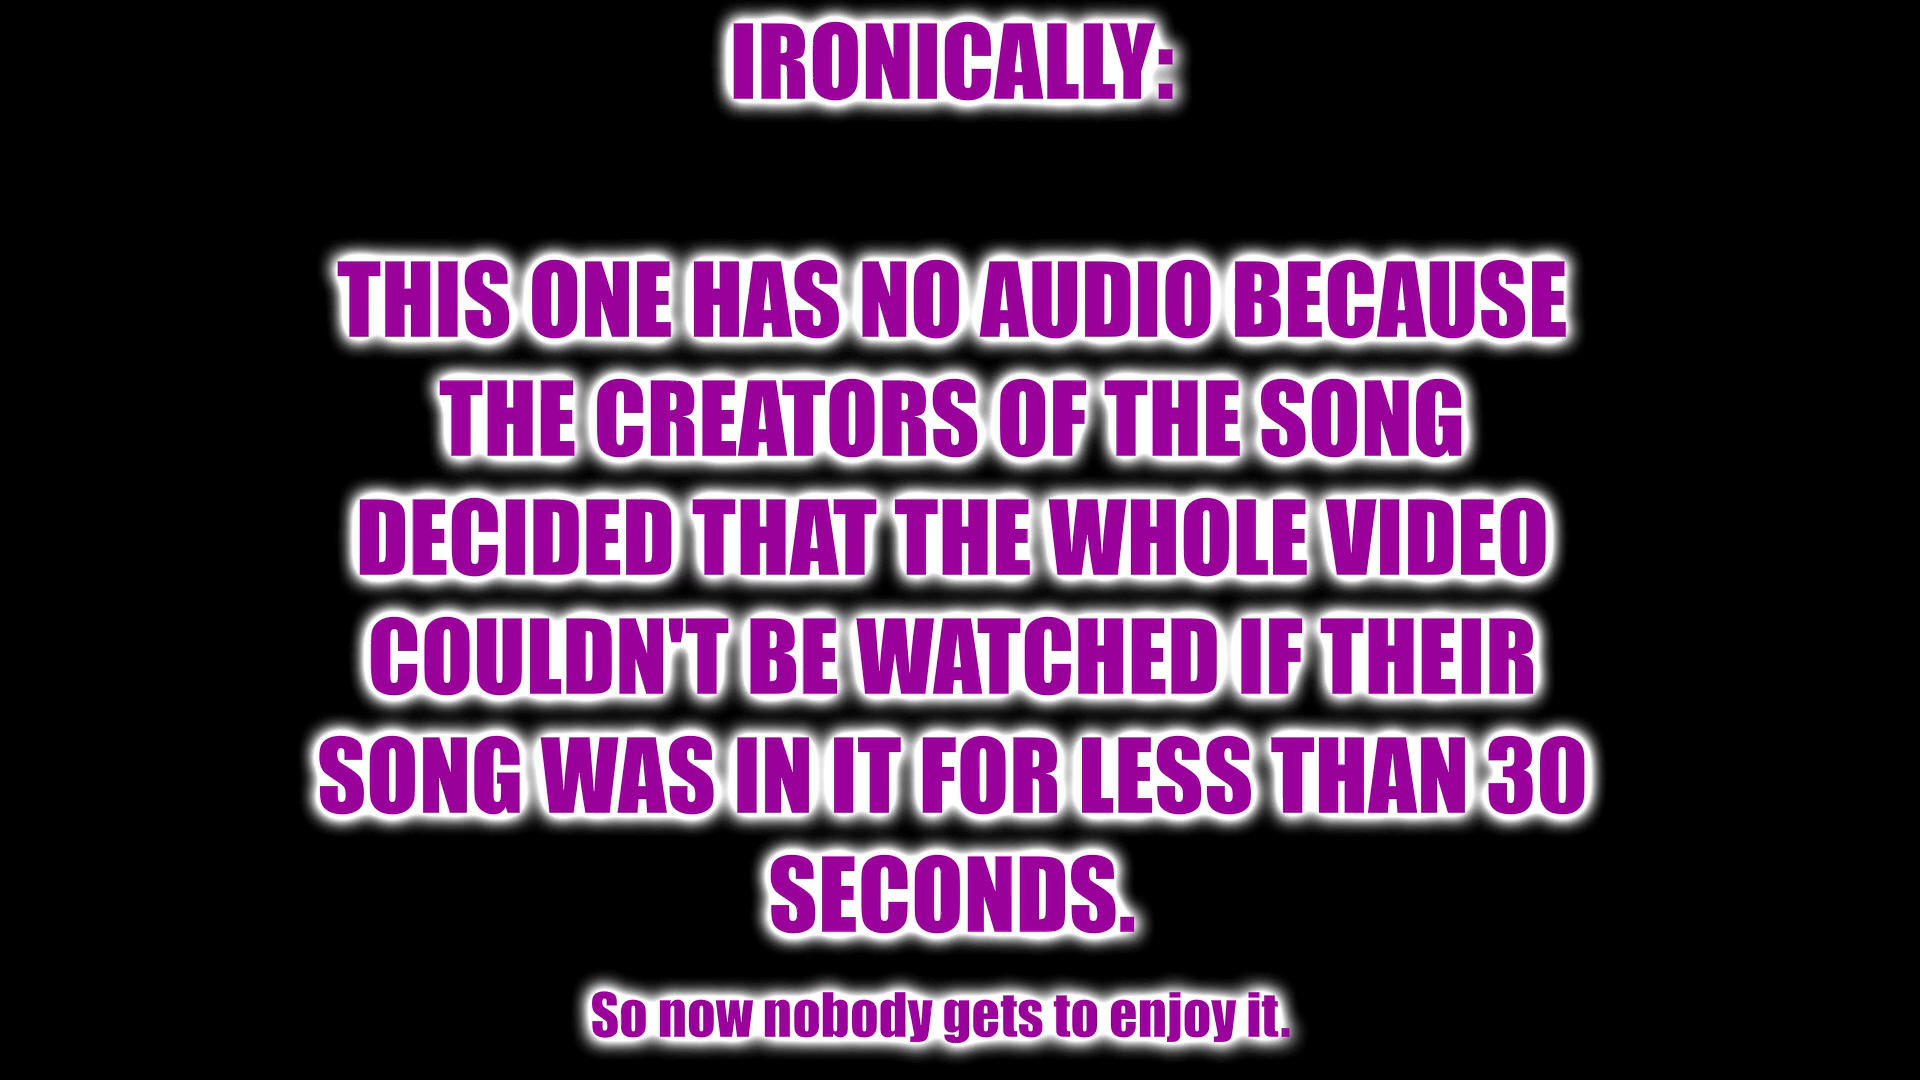 IRONICALLY:
THIS ONE HAS NO AUDIO BECAUSE
THE CREATORS OF THE SONG
DECIDED THAT THE WHOLE VIDEO
COULDN'T BE WATCHED IF THEIR
SONG WAS IN IT FOR LESS THAN 30
SECONDS.
So now nobody gets to enjoy it.